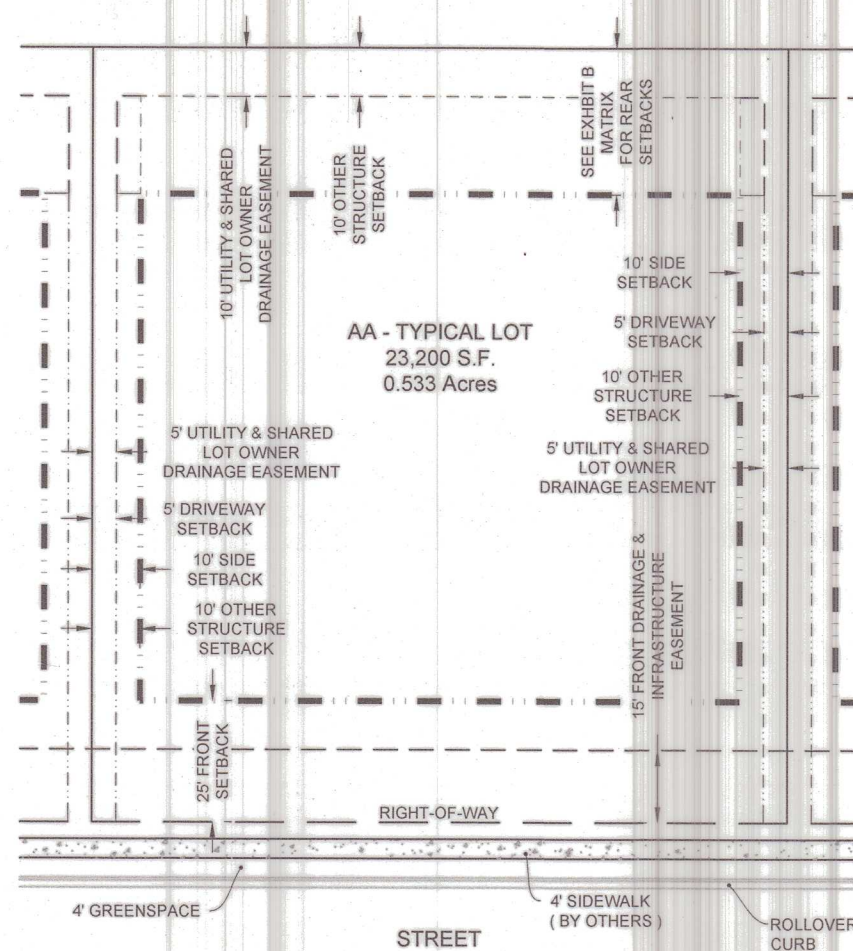 SEE EXHBIT B
MATRIX
FOR REAR
SETBACKS
10' UTILITY & SHARED
LOT OWNER
DRAINAGE EASEMENT
10' OTHER
STRUCTURE
SETBACK
10' SIDE
SETBACK
AA - TYPICAL LOT
23,200 S.F.
0.533 Acres
5' DRIVEWAY
SETBACK
10' OTHER
STRUCTURE
SETBACK
5' UTILITY & SHARED
LOT OWNER
DRAINAGE EASEMENT
5' UTILITY & SHARED
LOT OWNER
DRAINAGE EASEMENT
5' DRIVEWAY
SETBACK
10' SIDE
SETBACK
10' OTHER
STRUCTURE
SETBACK
15' FRONT DRAINAGE &
INFRASTRUCTURE
EASEMENT
25' FRONT
SETBACK
RIGHT-OF-WAY
4' GREENSPACE
4' SIDEWALK
( BY OTHERS )
ROLLOVER
CURB
STREET